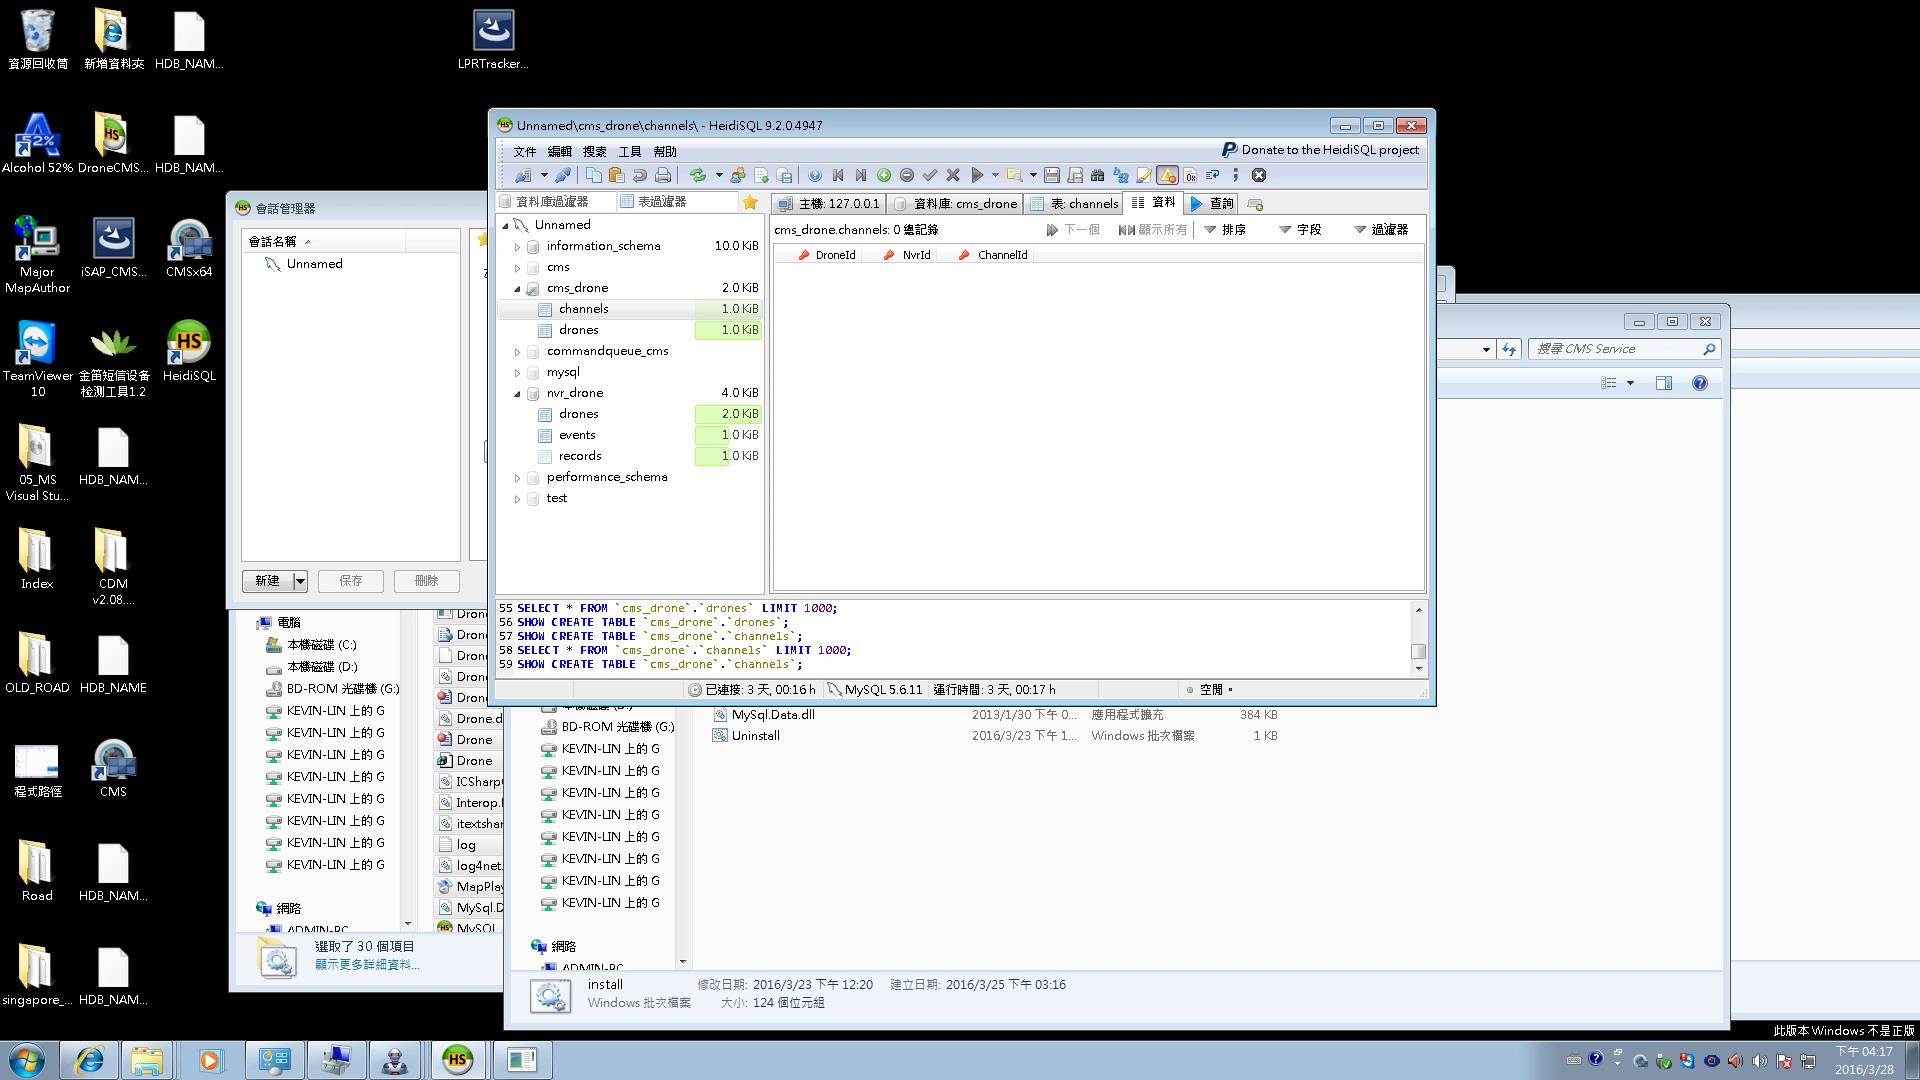 資源回收筒
新增資料夾
HDB_NAM...
LPRTracker...
Alcohol 52%
DroneCMS...
HDB_NAM...
Major MapAuthor
iSAP_CMS...
CMSx64
TeamViewer 10
金笛短信设备检测工具1.2
HeidiSQL
05_MS Visual Stu...
HDB_NAM...
Index
CDM v2.08....
OLD_ROAD
HDB_NAME
程式路徑
CMS
Road
HDB_NAM...
singapore_...
HDB_NAM...
會話管理器
會話名稱
Unnamed
新建
保存
刪除
Unnamed\cms_drone\channels\ - HeidiSQL 9.2.0.4947
文件 編輯 搜索 工具 幫助
Donate to the HeidiSQL project
資料庫過濾器
表過濾器
主機: 127.0.0.1
資料庫: cms_drone
表: channels
資料
查詢
Unnamed
information_schema 10.0 KiB
cms
cms_drone 2.0 KiB
channels 1.0 KiB
drones 1.0 KiB
commandqueue_cms
mysql
nvr_drone 4.0 KiB
drones 2.0 KiB
events 1.0 KiB
records 1.0 KiB
performance_schema
test
cms_drone.channels: 0 總記錄
下一個
顯示所有
排序
字段
過濾器
DroneId NvrId ChannelId
55 SELECT * FROM `cms_drone`.`drones` LIMIT 1000;
56 SHOW CREATE TABLE `cms_drone`.`drones`;
57 SHOW CREATE TABLE `cms_drone`.`channels`;
58 SELECT * FROM `cms_drone`.`channels` LIMIT 1000;
59 SHOW CREATE TABLE `cms_drone`.`channels`;
已連接: 3 天, 00:16 h
MySQL 5.6.11
運行時間: 3 天, 00:17 h
空閒。
搜尋 CMS Service
電腦
本機磁碟 (C:)
本機磁碟 (D:)
BD-ROM 光碟機 (G:)
KEVIN-LIN 上的 G
KEVIN-LIN 上的 G
KEVIN-LIN 上的 G
KEVIN-LIN 上的 G
KEVIN-LIN 上的 G
KEVIN-LIN 上的 G
KEVIN-LIN 上的 G
KEVIN-LIN 上的 G
網路
ADMIN-PC
Drone
Drone
Drone
Drone
Drone
Drone.d
Drone
Drone
ICSharp
Interop.
itextshar
log
log4net.
MapPlay
MySql.D
MySQL
選取了 30 個項目
顯示更多詳細資料...
BD-ROM 光碟機 (G:)
KEVIN-LIN 上的 G
KEVIN-LIN 上的 G
KEVIN-LIN 上的 G
KEVIN-LIN 上的 G
KEVIN-LIN 上的 G
KEVIN-LIN 上的 G
KEVIN-LIN 上的 G
KEVIN-LIN 上的 G
網路
ADMIN-PC
MySql.Data.dll 2013/1/30 下午 0... 應用程式擴充 384 KB
Uninstall 2016/3/23 下午 1... Windows 批次檔案 1 KB
install 修改日期: 2016/3/23 下午 12:20 建立日期: 2016/3/25 下午 03:16
Windows 批次檔案 大小: 124 個位元組
此版本 Windows 不是正版
下午 04:17
2016/3/28